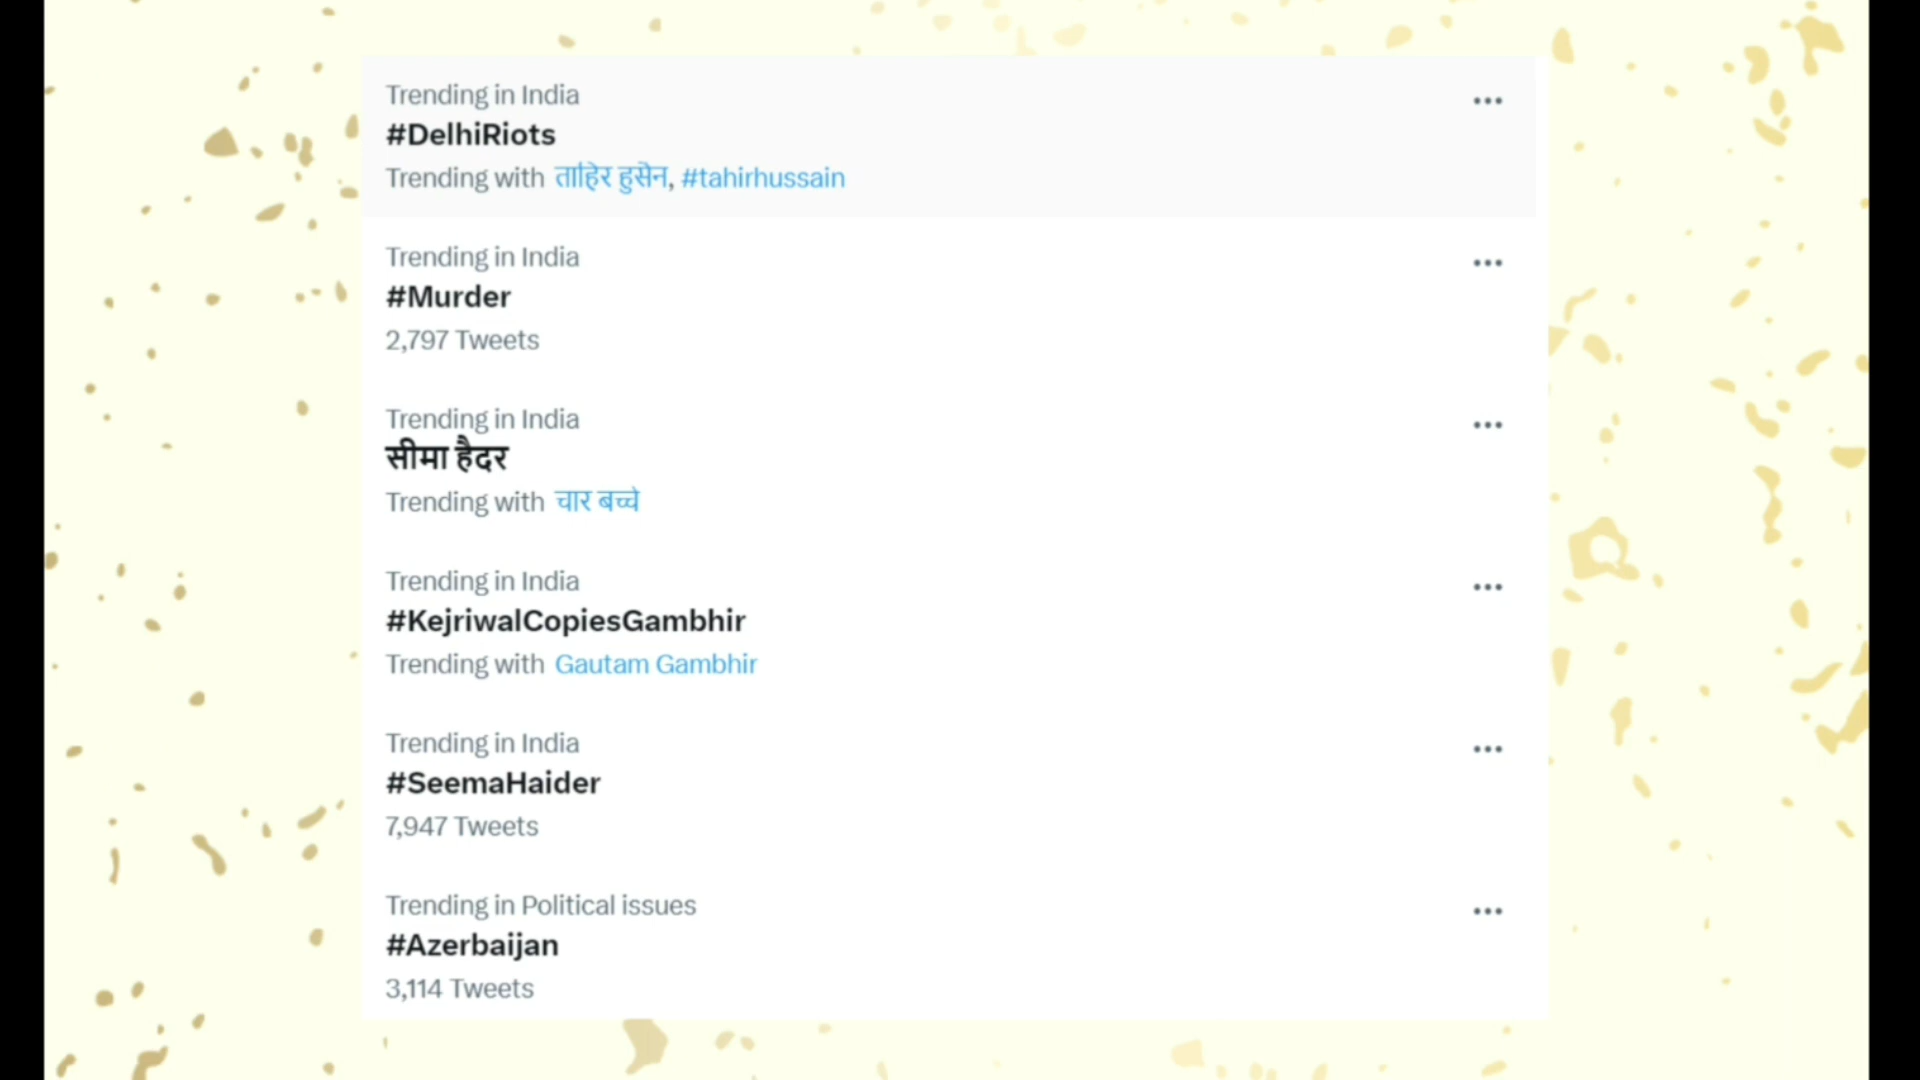 Trending in India
#DelhiRiots
Trending with ताहिर हुसैन, #tahirhussain
Trending in India
#Murder
2,797 Tweets
Trending in India
सीमा हैदर
Trending with चार बच्चे
Trending in India
#KejriwalCopiesGambhir
Trending with Gautam Gambhir
Trending in India
#SeemaHaider
7,947 Tweets
Trending in Political issues
#Azerbaijan
3,114 Tweets